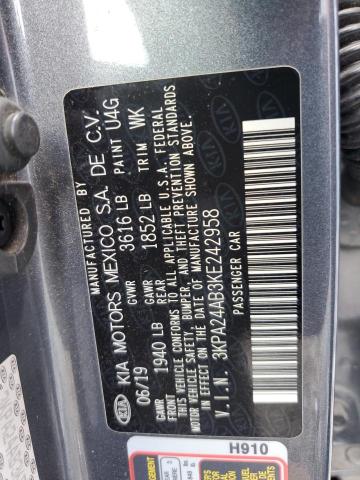 MANUFACTURED BY
KIA MOTORS MEXICO S.A. DE C.V.
06/19 GVWR 3616 LB PAINT U4G
GAWR FRONT 1940 LB GAWR REAR 1852 LB TRIM WK
THIS VEHICLE CONFORMS TO ALL APPLICABLE U.S.A. FEDERAL
MOTOR VEHICLE SAFETY, BUMPER, AND THEFT PREVENTION STANDARDS
IN EFFECT ON THE DATE OF MANUFACTURE SHOWN ABOVE.
V.I.N. 3KPA24AB3KE242958
PASSENGER CAR
KIA
H910